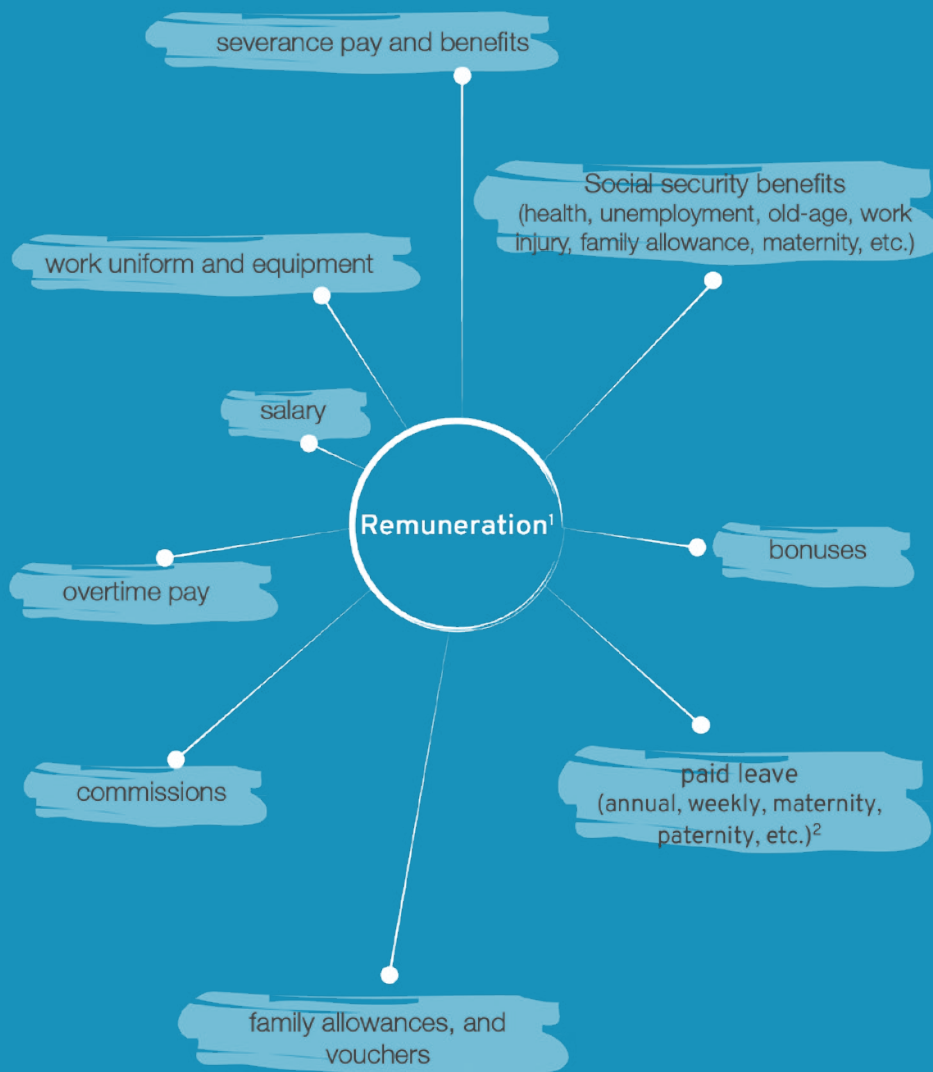 severance pay and benefits
Social security benefits
(health, unemployment, old-age, work
injury, family allowance, maternity, etc.)
work uniform and equipment
salary
Remuneration¹
bonuses
overtime pay
commissions
paid leave
(annual, weekly, maternity,
paternity, etc.)²
family allowances, and
vouchers